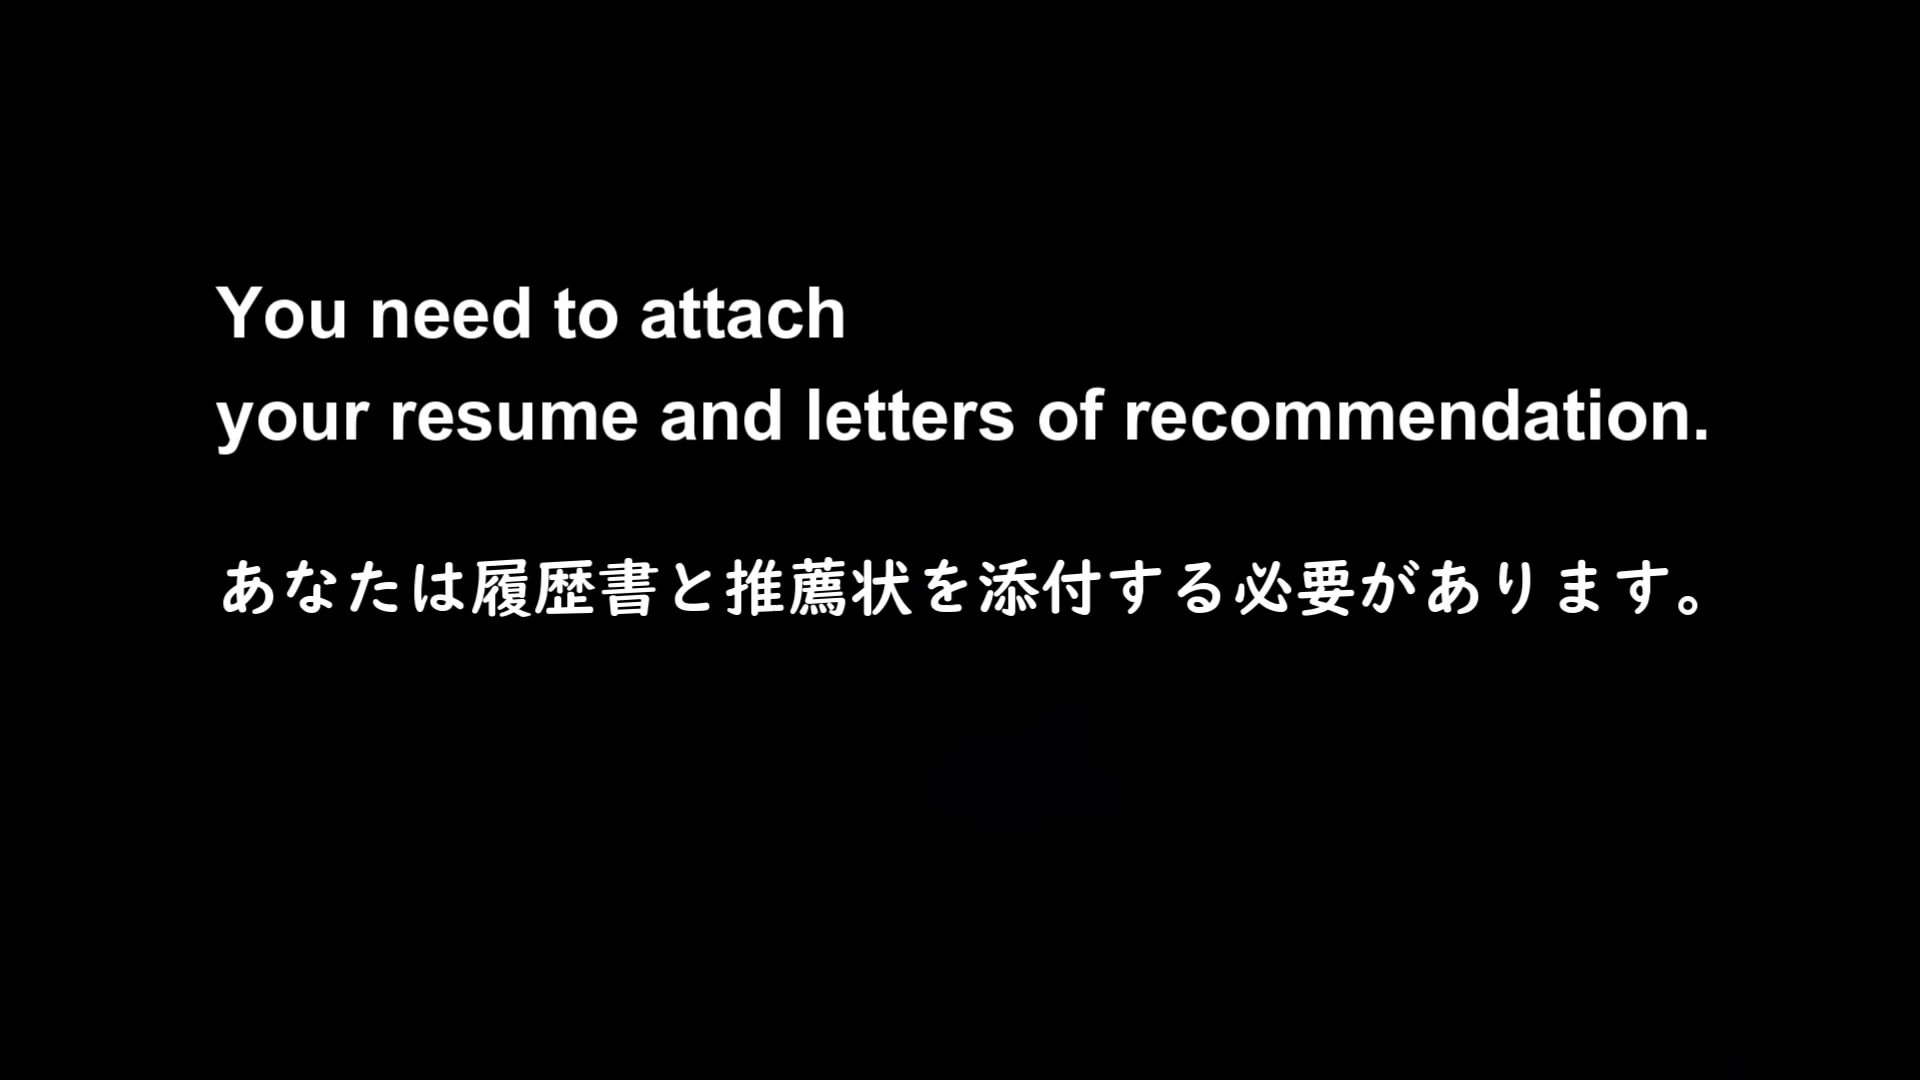 You need to attach
your resume and letters of recommendation.
あなたは履歴書と推薦状を添付する必要があります。